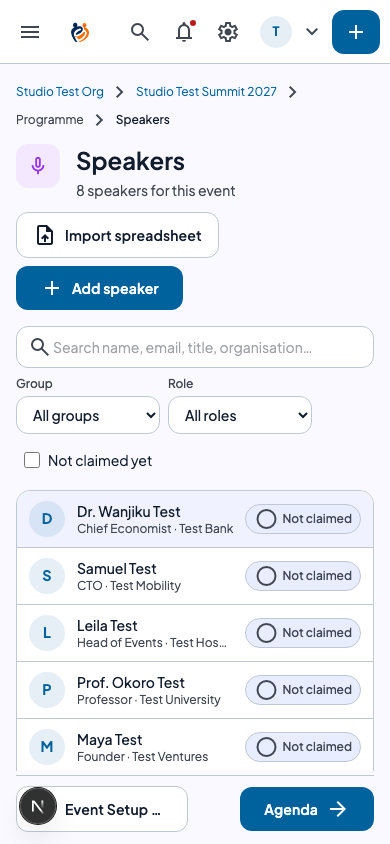 T
Studio Test Org > Studio Test Summit 2027 >
Programme > Speakers
Speakers
8 speakers for this event
Import spreadsheet
+ Add speaker
Search name, email, title, organisation...
Group Role
All groups All roles
Not claimed yet
D Dr. Wanjiku Test Not claimed
Chief Economist · Test Bank
S Samuel Test Not claimed
CTO · Test Mobility
L Leila Test Not claimed
Head of Events · Test Hos...
P Prof. Okoro Test Not claimed
Professor · Test University
M Maya Test Not claimed
Founder · Test Ventures
N Event Setup ... Agenda →